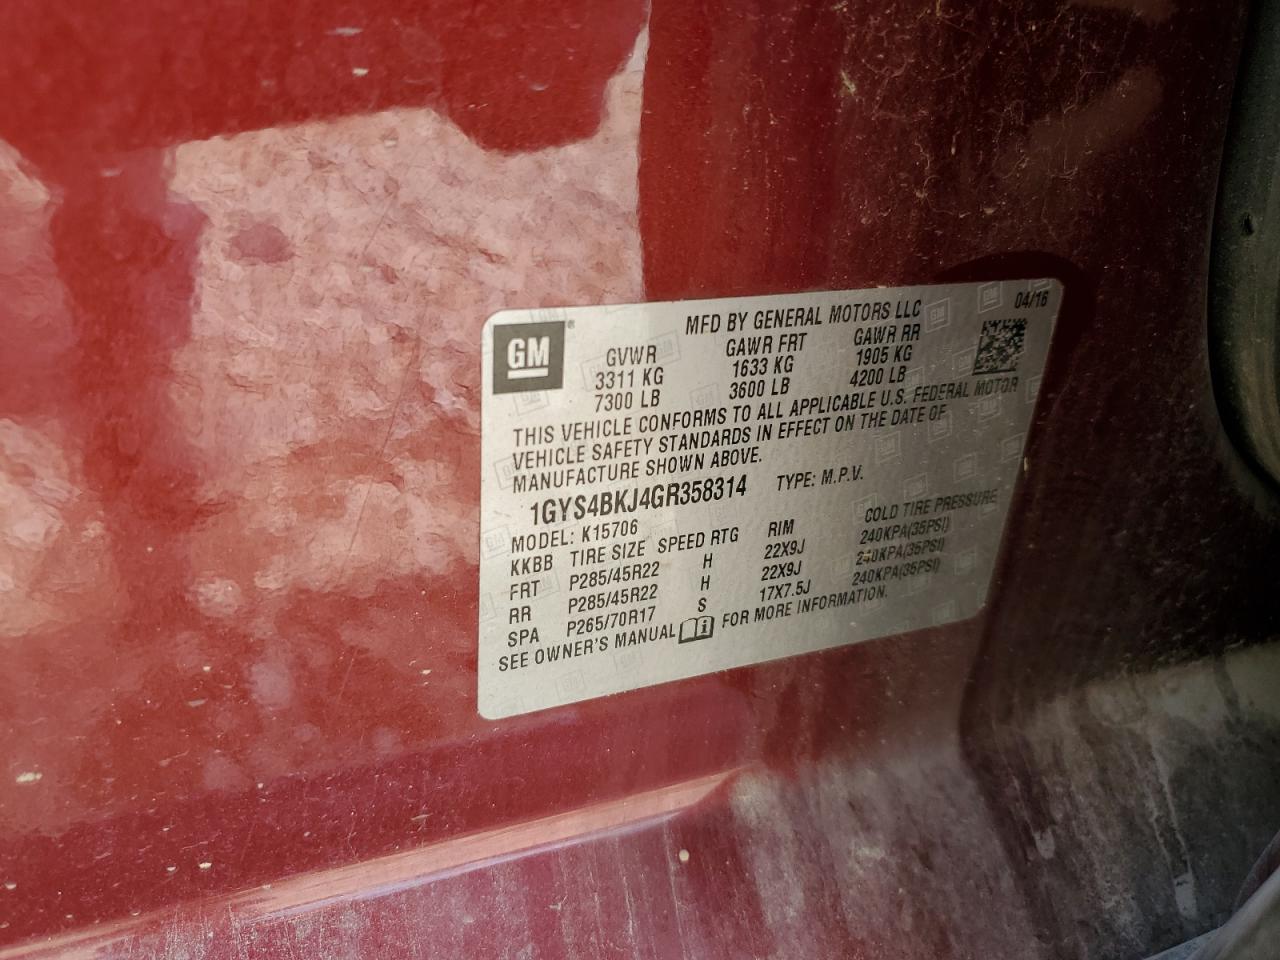 GM
MFD BY GENERAL MOTORS LLC 04/16
GVWR GAWR FRT GAWR RR
3311 KG 1633 KG 1905 KG
7300 LB 3600 LB 4200 LB
THIS VEHICLE CONFORMS TO ALL APPLICABLE U.S. FEDERAL MOTOR
VEHICLE SAFETY STANDARDS IN EFFECT ON THE DATE OF
MANUFACTURE SHOWN ABOVE.
1GYS4BKJ4GR358314 TYPE: M.P.V.
MODEL: K15706
KKBB TIRE SIZE SPEED RTG RIM COLD TIRE PRESSURE
FRT P285/45R22 H 22X9J 240KPA(35PSI)
RR P285/45R22 H 22X9J 240KPA(35PSI)
SPA P265/70R17 S 17X7.5J 240KPA(35PSI)
SEE OWNER'S MANUAL FOR MORE INFORMATION.